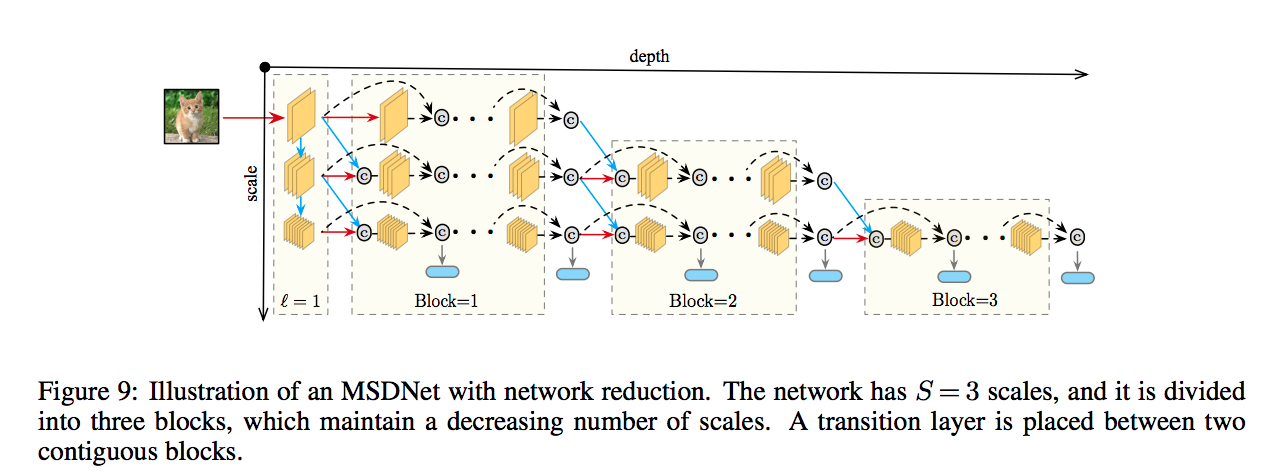 depth
scale
C C
C C C C C C
C C C C C C C C C
ℓ = 1 Block=1 Block=2 Block=3
Figure 9: Illustration of an MSDNet with network reduction. The network has S = 3 scales, and it is divided
into three blocks, which maintain a decreasing number of scales. A transition layer is placed between two
contiguous blocks.